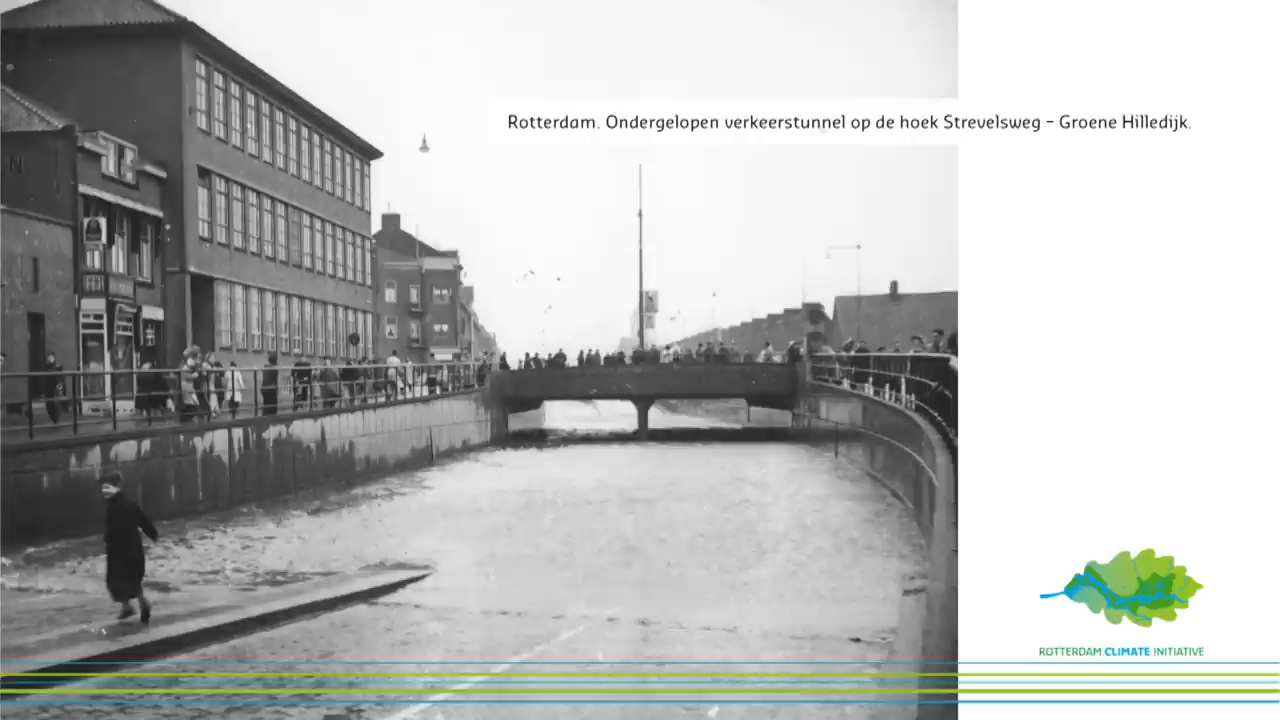 Rotterdam. Ondergelopen verkeerstunnel op de hoek Strevelsweg – Groene Hilledijk.
ROTTERDAM.CLIMATE.INITIATIVE